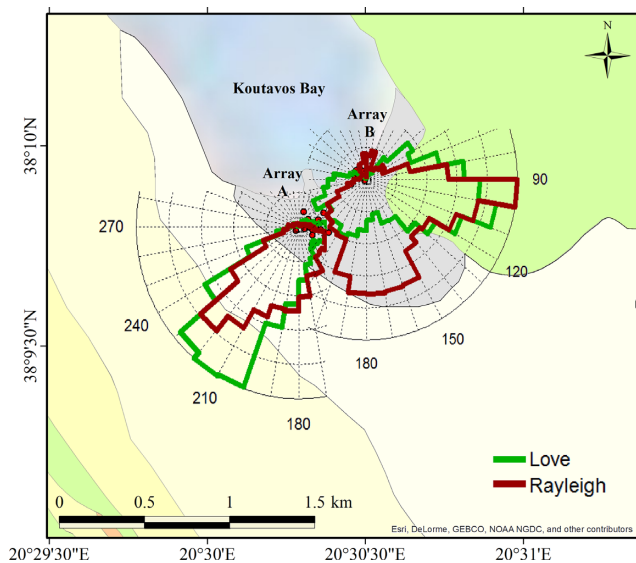 N
Koutavos Bay
Array
B
Array
A
38°10'N
38°9'30"N
270
240
210
180
90
120
150
180
Love
Rayleigh
0 0.5 1 1.5 km
Esri, DeLorme, GEBCO, NOAA NGDC, and other contributors
20°29'30"E 20°30'E 20°30'30"E 20°31'E